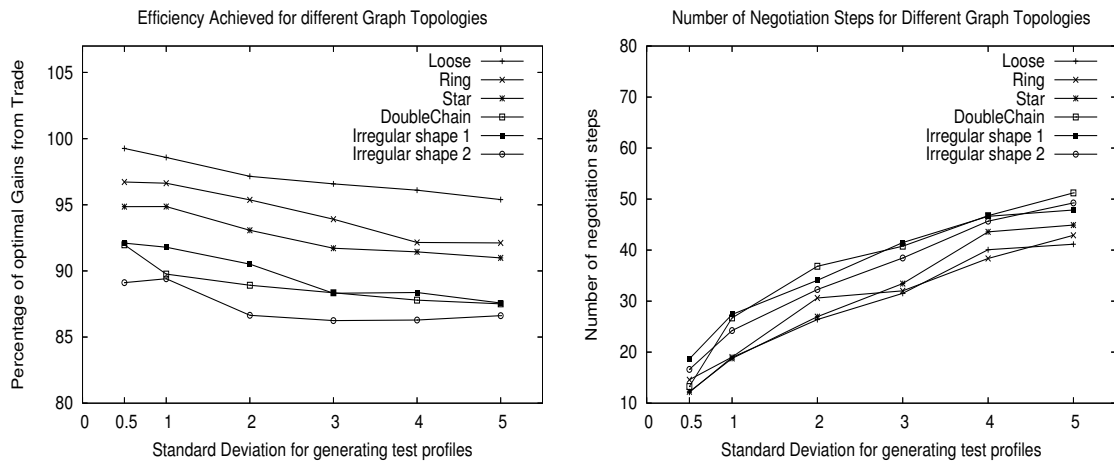 Efficiency Achieved for different Graph Topologies
Percentage of optimal Gains from Trade
105
100
95
90
85
80
Loose
Ring
Star
DoubleChain
Irregular shape 1
Irregular shape 2
0 0.5 1 2 3 4 5
Standard Deviation for generating test profiles
Number of Negotiation Steps for Different Graph Topologies
Number of negotiation steps
80
70
60
50
40
30
20
10
Loose
Ring
Star
DoubleChain
Irregular shape 1
Irregular shape 2
0 0.5 1 2 3 4 5
Standard Deviation for generating test profiles